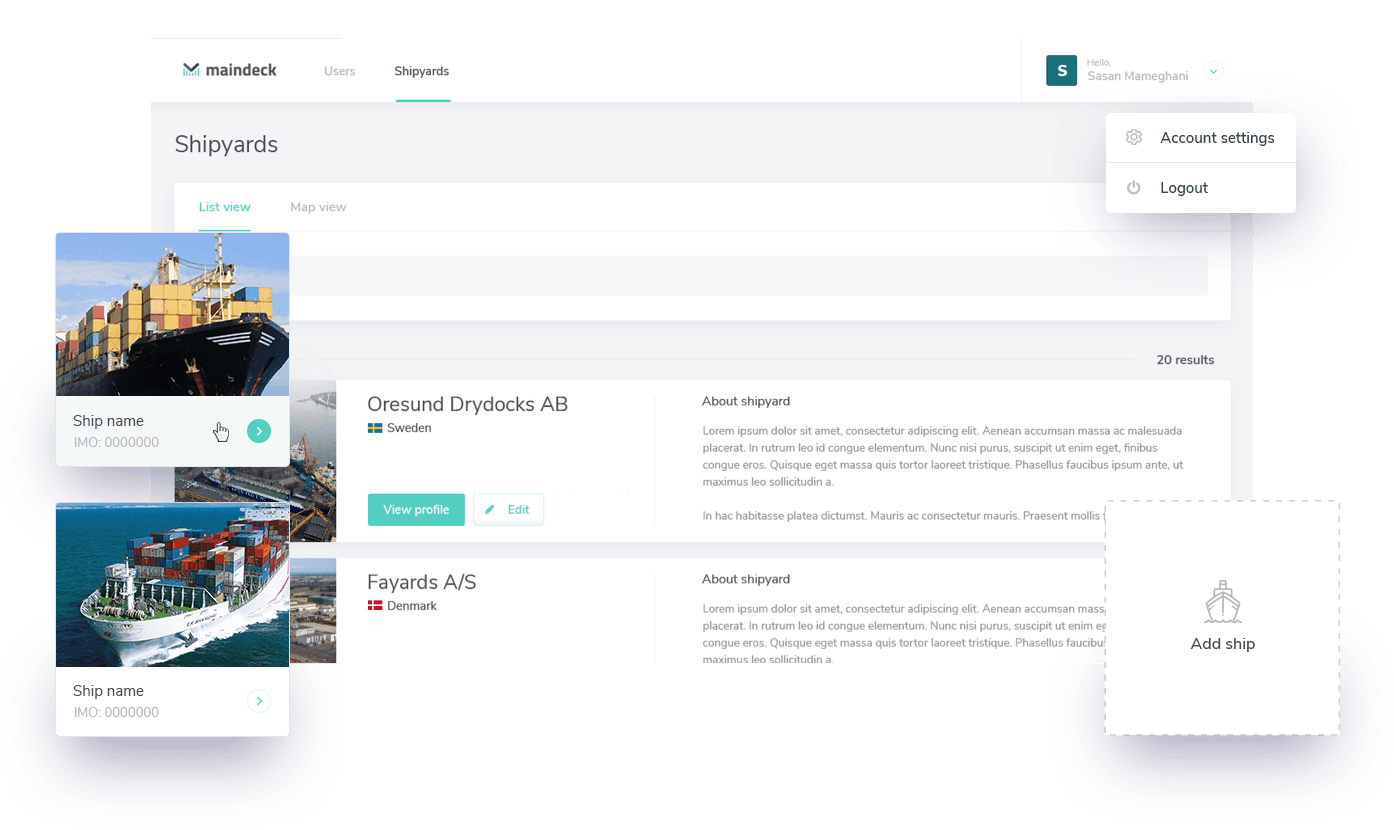 maindeck
Users
Shipyards
S
Hello,
Sasan Mameghani
Account settings
Logout
Shipyards
List view
Map view
20 results
Ship name
IMO: 0000000
Oresund Drydocks AB
Sweden
View profile
Edit
About shipyard
Lorem ipsum dolor sit amet, consectetur adipiscing elit. Aenean accumsan massa ac malesuada
placerat. In rutrum leo id congue elementum. Nunc nisi purus, suscipit ut enim eget, finibus
congue eros. Quisque eget massa quis tortor laoreet tristique. Phasellus faucibus ipsum ante, ut
maximus leo sollicitudin a.
In hac habitasse platea dictumst. Mauris ac consectetur mauris. Praesent mollis
Ship name
IMO: 0000000
Fayards A/S
Denmark
About shipyard
Lorem ipsum dolor sit amet, consectetur adipiscing elit. Aenean accumsan mass
placerat. In rutrum leo id congue elementum. Nunc nisi purus, suscipit ut enim eg
congue eros. Quisque eget massa quis tortor laoreet tristique. Phasellus faucibu
maximus leo sollicitudin a.
Add ship